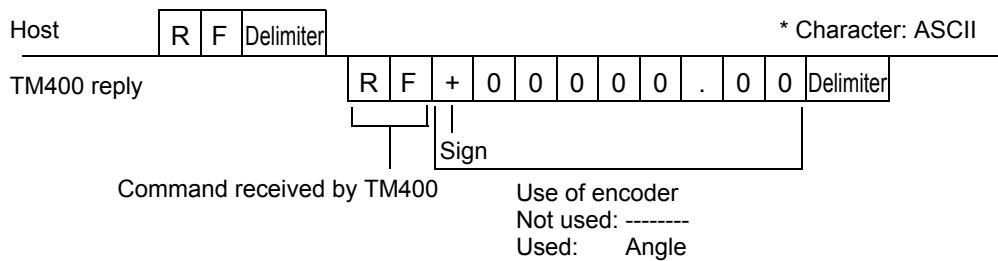 Host R F Delimiter * Character: ASCII
TM400 reply R F + 0 0 0 0 0 . 0 0 Delimiter
Sign
Command received by TM400
Use of encoder
Not used: --------
Used: Angle